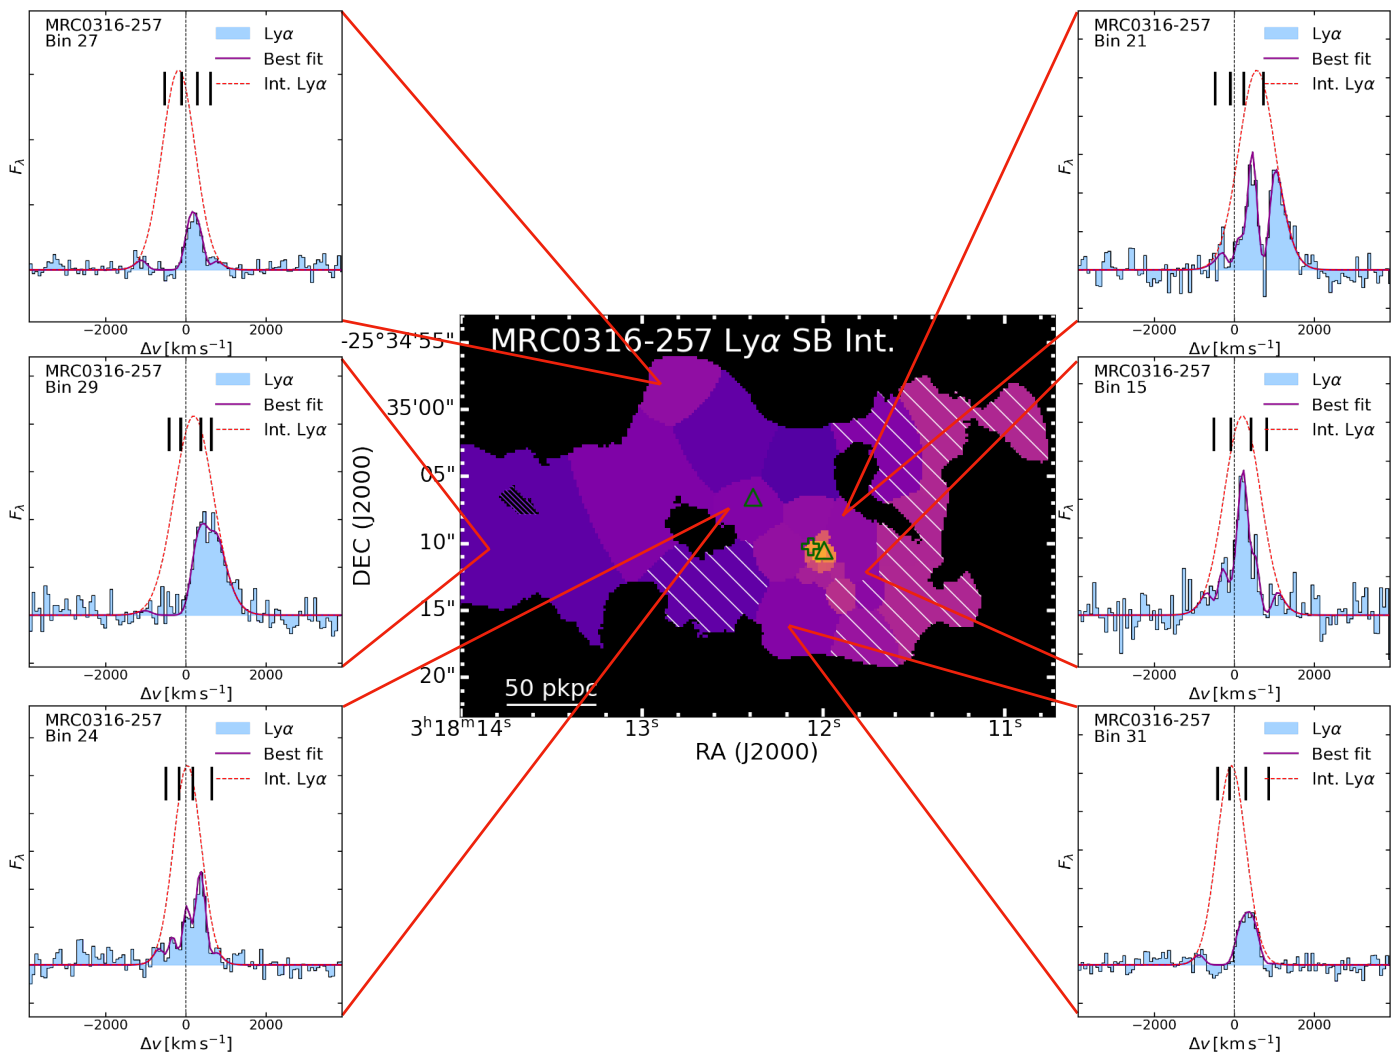 MRC0316-257
Bin 27
Lyα
Best fit
Int. Lyα
Fλ
−2000 0 2000
Δv [km s⁻¹]
MRC0316-257
Bin 21
Lyα
Best fit
Int. Lyα
Fλ
−2000 0 2000
Δv [km s⁻¹]
MRC0316-257
Bin 29
Lyα
Best fit
Int. Lyα
Fλ
−2000 0 2000
Δv [km s⁻¹]
MRC0316-257 Lyα SB Int.
-25°34'55"
35'00"
05"
10"
15"
20"
DEC (J2000)
50 pkpc
3ʰ18ᵐ14ˢ 13ˢ 12ˢ 11ˢ
RA (J2000)
MRC0316-257
Bin 15
Lyα
Best fit
Int. Lyα
Fλ
−2000 0 2000
Δv [km s⁻¹]
MRC0316-257
Bin 24
Lyα
Best fit
Int. Lyα
Fλ
−2000 0 2000
Δv [km s⁻¹]
MRC0316-257
Bin 31
Lyα
Best fit
Int. Lyα
Fλ
−2000 0 2000
Δv [km s⁻¹]